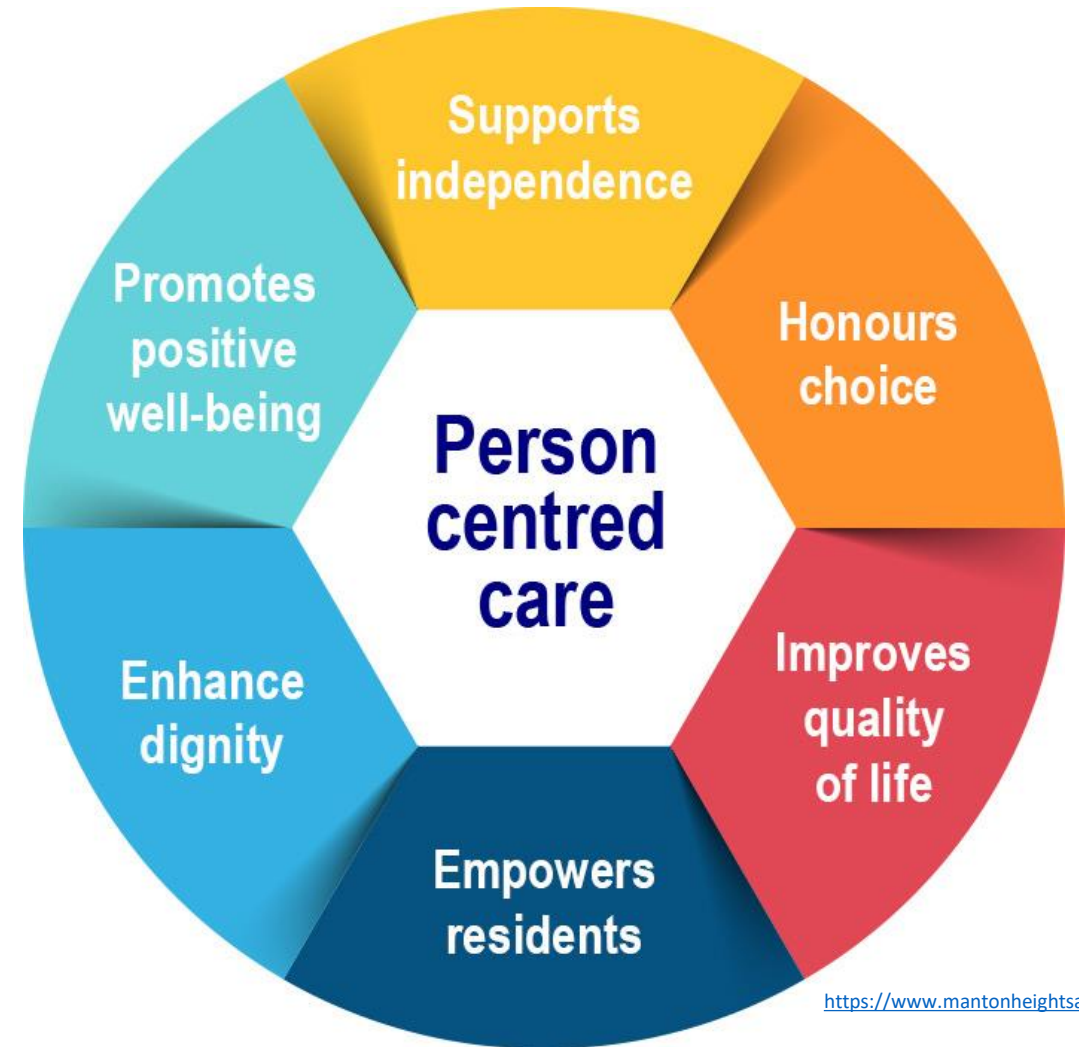 Supports
independence
Honours
choice
Improves
quality
of life
Empowers
residents
Enhance
dignity
Promotes
positive
well-being
Person
centred
care
https://www.mantonheightsa